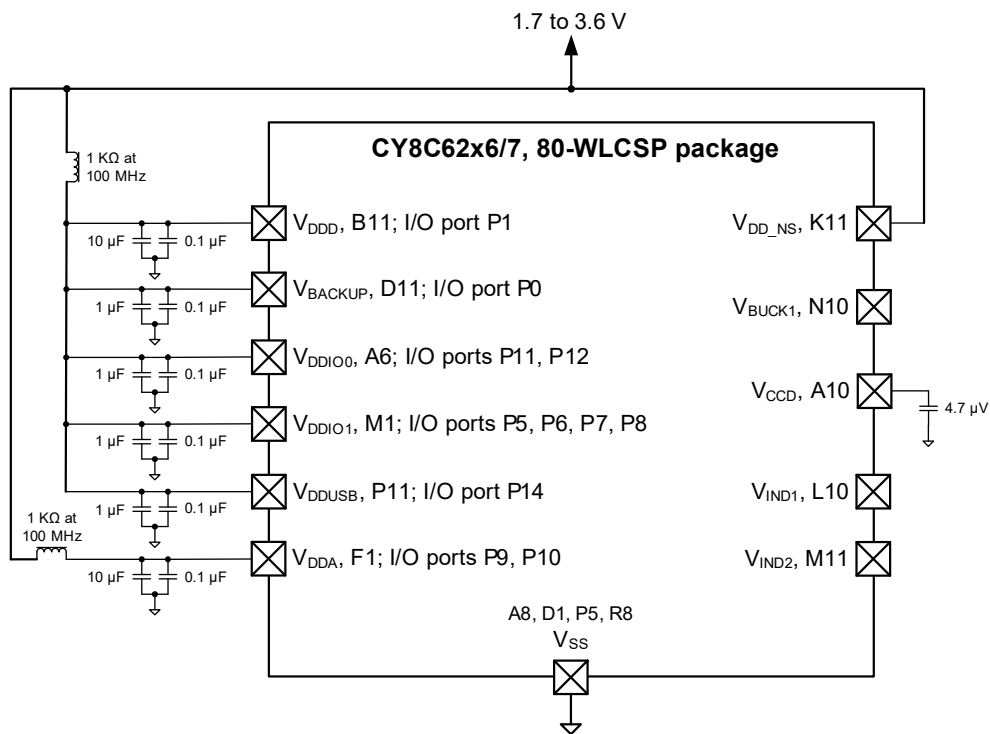 1.7 to 3.6 V
CY8C62x6/7, 80-WLCSP package
1 KΩ at
100 MHz
VDDD, B11; I/O port P1
10 µF
0.1 µF
VDD_NS, K11
VBACKUP, D11; I/O port P0
1 µF
0.1 µF
VBUCK1, N10
VDDIO0, A6; I/O ports P11, P12
1 µF
0.1 µF
VCCD, A10
4.7 µV
VDDIO1, M1; I/O ports P5, P6, P7, P8
1 µF
0.1 µF
VDDUSB, P11; I/O port P14
1 µF
0.1 µF
VIND1, L10
1 KΩ at
100 MHz
VDDA, F1; I/O ports P9, P10
10 µF
0.1 µF
VIND2, M11
A8, D1, P5, R8
VSS